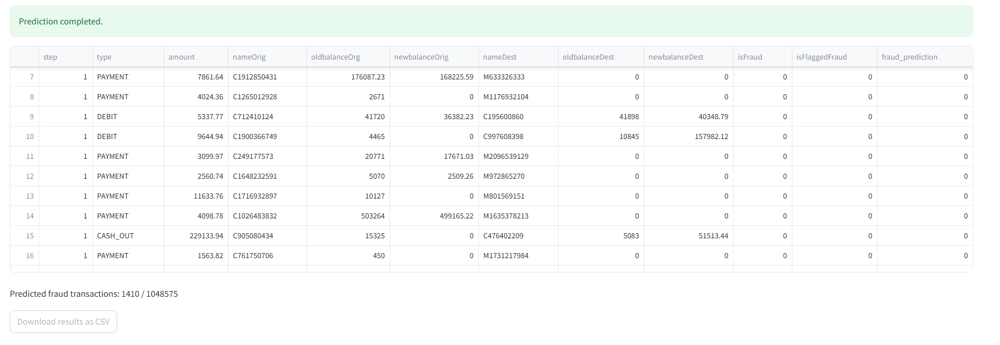 Prediction completed.
step type amount nameOrig oldbalanceOrg newbalanceOrig nameDest oldbalanceDest newbalanceDest isFraud isFlaggedFraud fraud_prediction
7 1 PAYMENT 7861.64 C1912850431 176087.23 168225.59 M633326333 0 0 0 0 0
8 1 PAYMENT 4024.36 C1265012928 2671 0 M1176932104 0 0 0 0 0
9 1 DEBIT 5337.77 C712410124 41720 36382.23 C195600860 41898 40348.79 0 0 0
10 1 DEBIT 9644.94 C1900366749 4465 0 C997608398 10845 157982.12 0 0 0
11 1 PAYMENT 3099.97 C249177573 20771 17671.03 M2096539129 0 0 0 0 0
12 1 PAYMENT 2560.74 C1648232591 5070 2509.26 M972865270 0 0 0 0 0
13 1 PAYMENT 11633.76 C1716932897 10127 0 M801569151 0 0 0 0 0
14 1 PAYMENT 4098.78 C1026483832 503264 499165.22 M1635378213 0 0 0 0 0
15 1 CASH_OUT 229133.94 C905080434 15325 0 C476402209 5083 51513.44 0 0 0
16 1 PAYMENT 1563.82 C761750706 450 0 M1731217984 0 0 0 0 0
Predicted fraud transactions: 1410 / 1048575
Download results as CSV